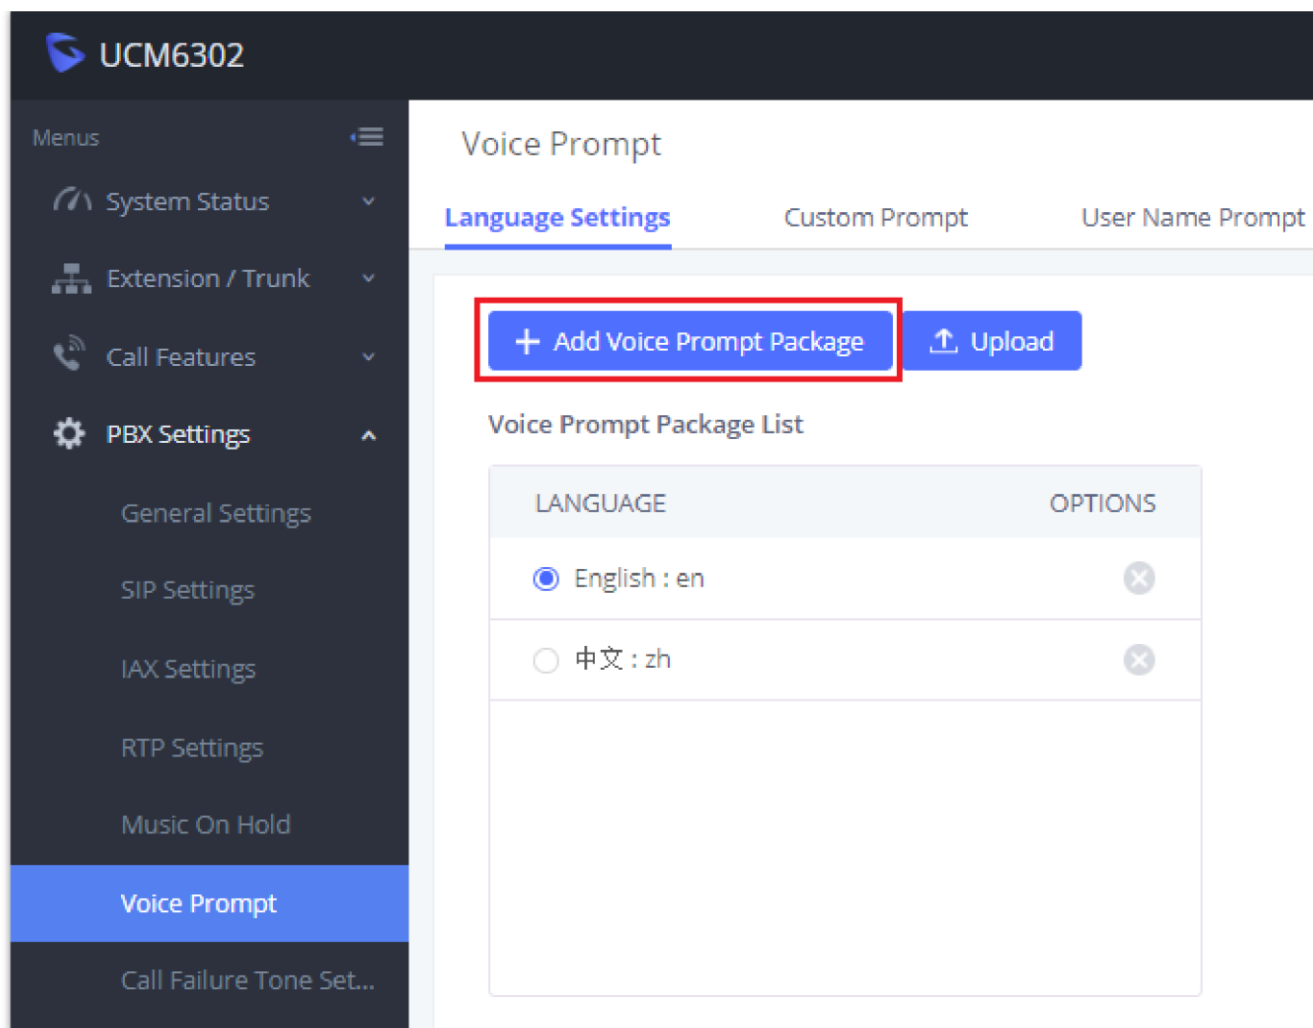 UCM6302
Menus
System Status
Extension / Trunk
Call Features
PBX Settings
General Settings
SIP Settings
IAX Settings
RTP Settings
Music On Hold
Voice Prompt
Call Failure Tone Set...
Voice Prompt
Language Settings Custom Prompt User Name Prompt
+ Add Voice Prompt Package Upload
Voice Prompt Package List
LANGUAGE OPTIONS
English : en
中文 : zh